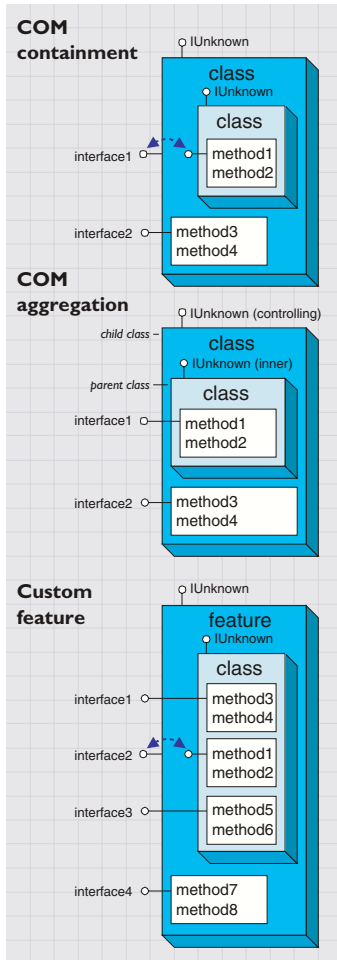 COM
containment
IUnknown
class
IUnknown
class
interface1
method1
method2
interface2
method3
method4
COM
aggregation
IUnknown (controlling)
child class
class
IUnknown (inner)
parent class
class
interface1
method1
method2
interface2
method3
method4
Custom
feature
IUnknown
feature
IUnknown
class
interface1
method3
method4
interface2
method1
method2
interface3
method5
method6
interface4
method7
method8